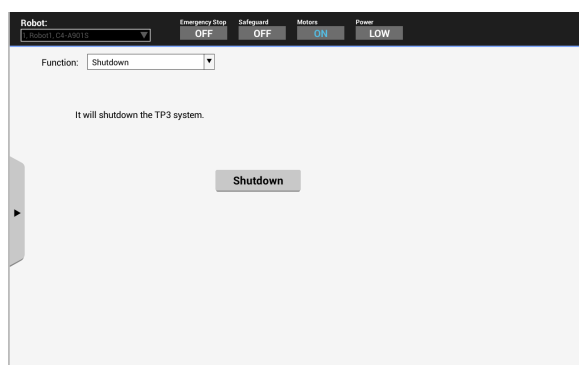 Robot:
1, Robot1, C4-A901S
Emergency Stop
OFF
Safeguard
OFF
Motors
ON
Power
LOW
Function: Shutdown
It will shutdown the TP3 system.
Shutdown